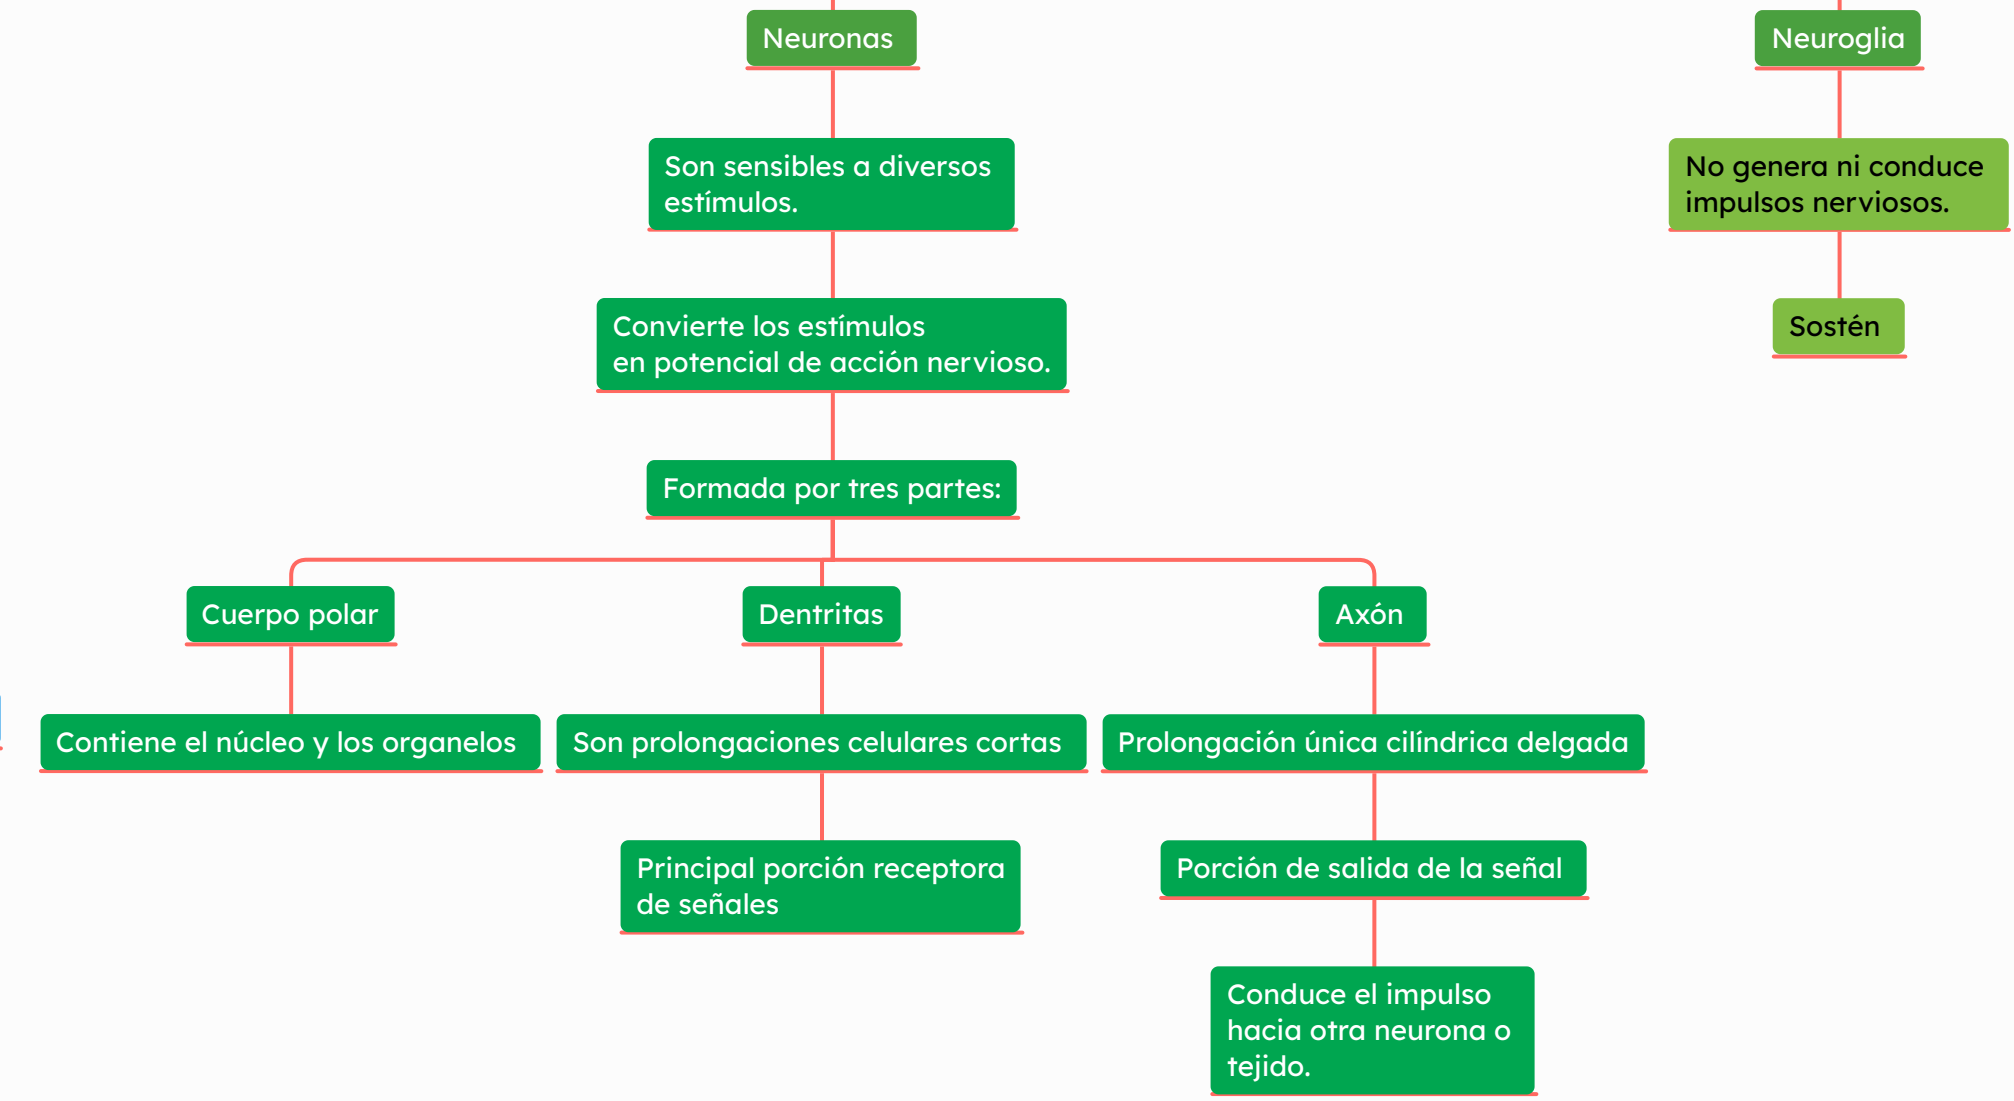 Neuronas
Neuroglia
Son sensibles a diversos
estímulos.
No genera ni conduce
impulsos nerviosos.
Convierte los estímulos
en potencial de acción nervioso.
Sostén
Formada por tres partes:
Cuerpo polar
Dentritas
Axón
Contiene el núcleo y los organelos
Son prolongaciones celulares cortas
Prolongación única cilíndrica delgada
Principal porción receptora
de señales
Porción de salida de la señal
Conduce el impulso
hacia otra neurona o
tejido.